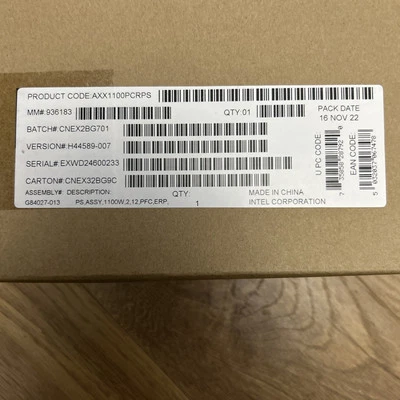 PRODUCT CODE:AXX1100PCRPS
MM#:936183 QTY:01
PACK DATE
16 NOV 22
BATCH#:CNEX2BG701
VERSION#:H44589-007
SERIAL#:EXWD24600233
CARTON#:CNEX32BG9C
U PC CODE
EAN CODE:
ASSEMBLY# DESCRIPTION QTY: MADE IN CHINA
G84027-013 PS,ASSY,1100W,2,12,PFC,ERP, 1 INTEL CORPORATION